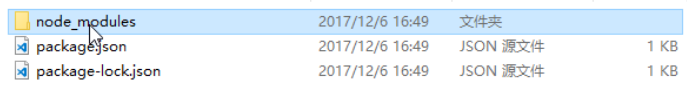 node_modules 2017/12/6 16:49 文件夹
package.json 2017/12/6 16:49 JSON 源文件 1 KB
package-lock.json 2017/12/6 16:49 JSON 源文件 1 KB